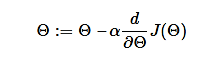 Θ := Θ − α d/∂Θ J(Θ)